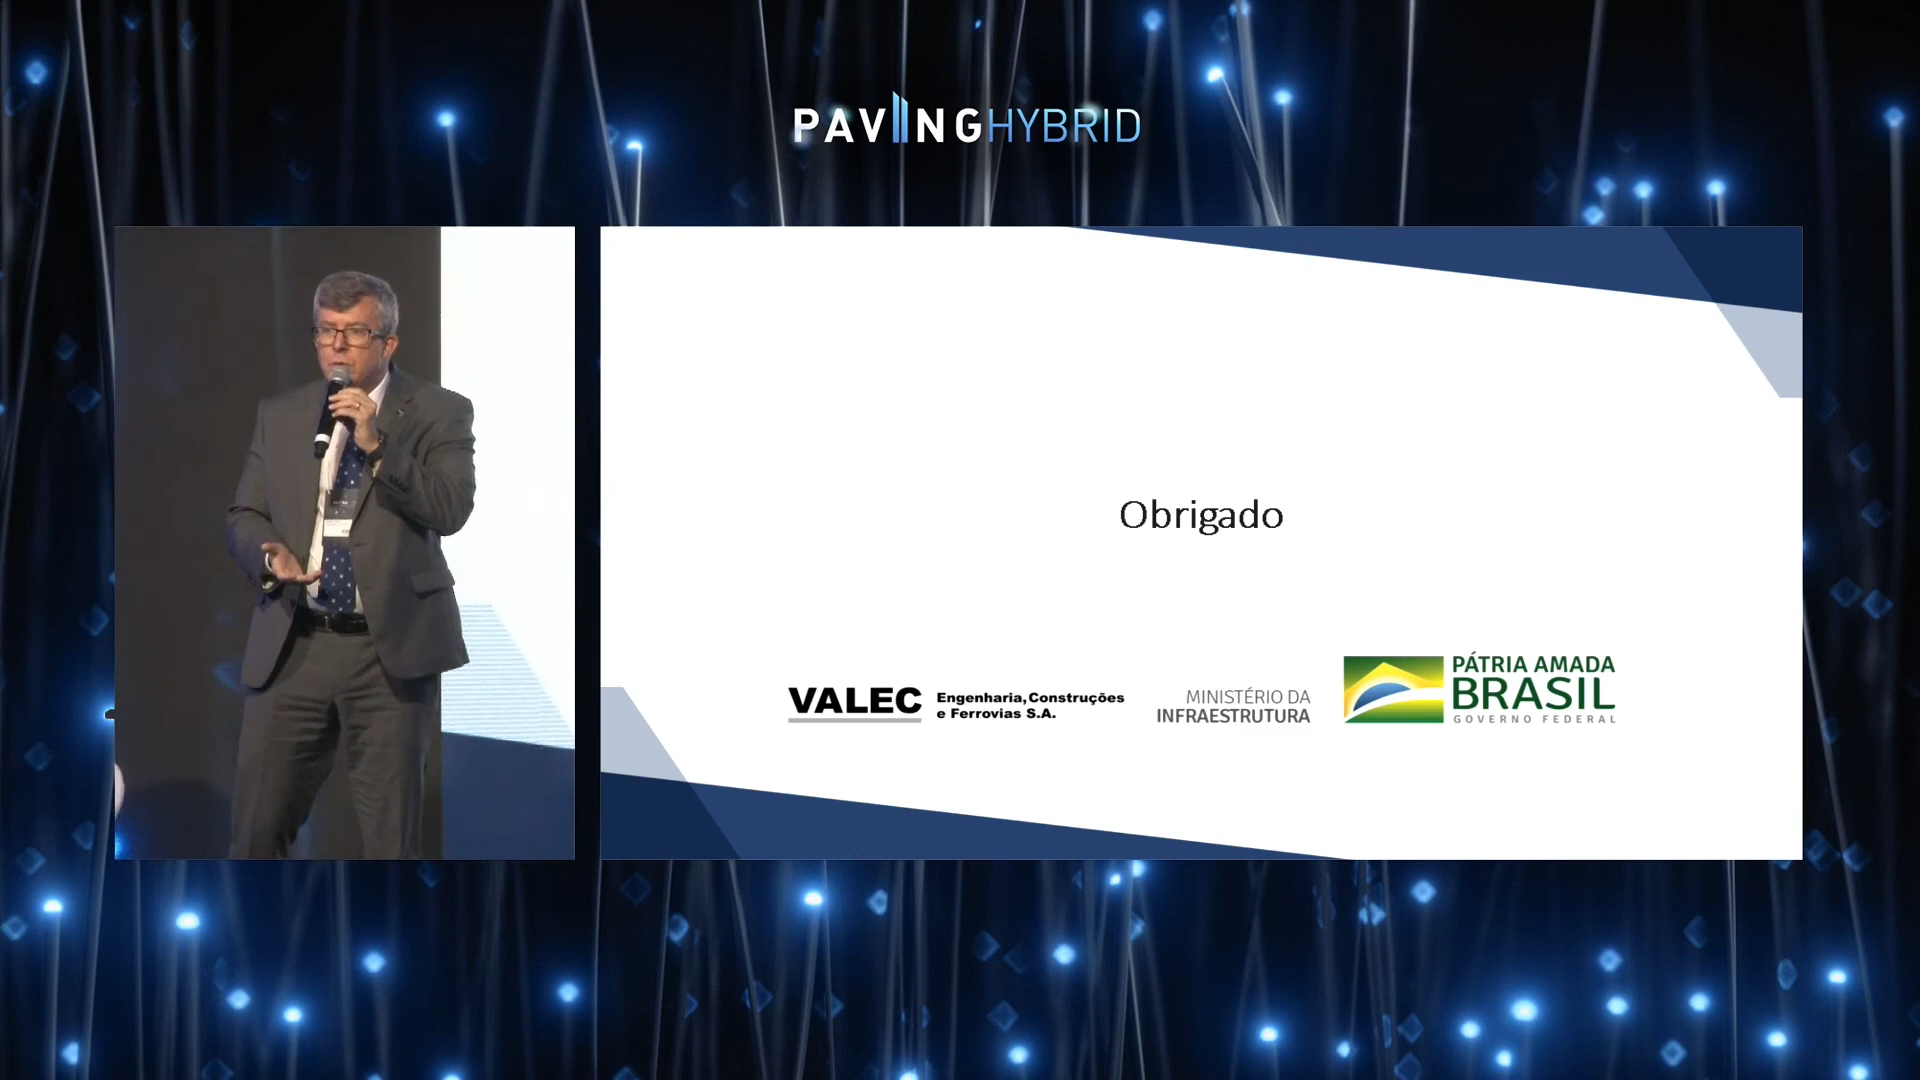 PAVINGHYBRID
Obrigado
VALEC
Engenharia, Construções
e Ferrovias S.A.
MINISTÉRIO DA
INFRAESTRUTURA
PÁTRIA AMADA
BRASIL
GOVERNO FEDERAL